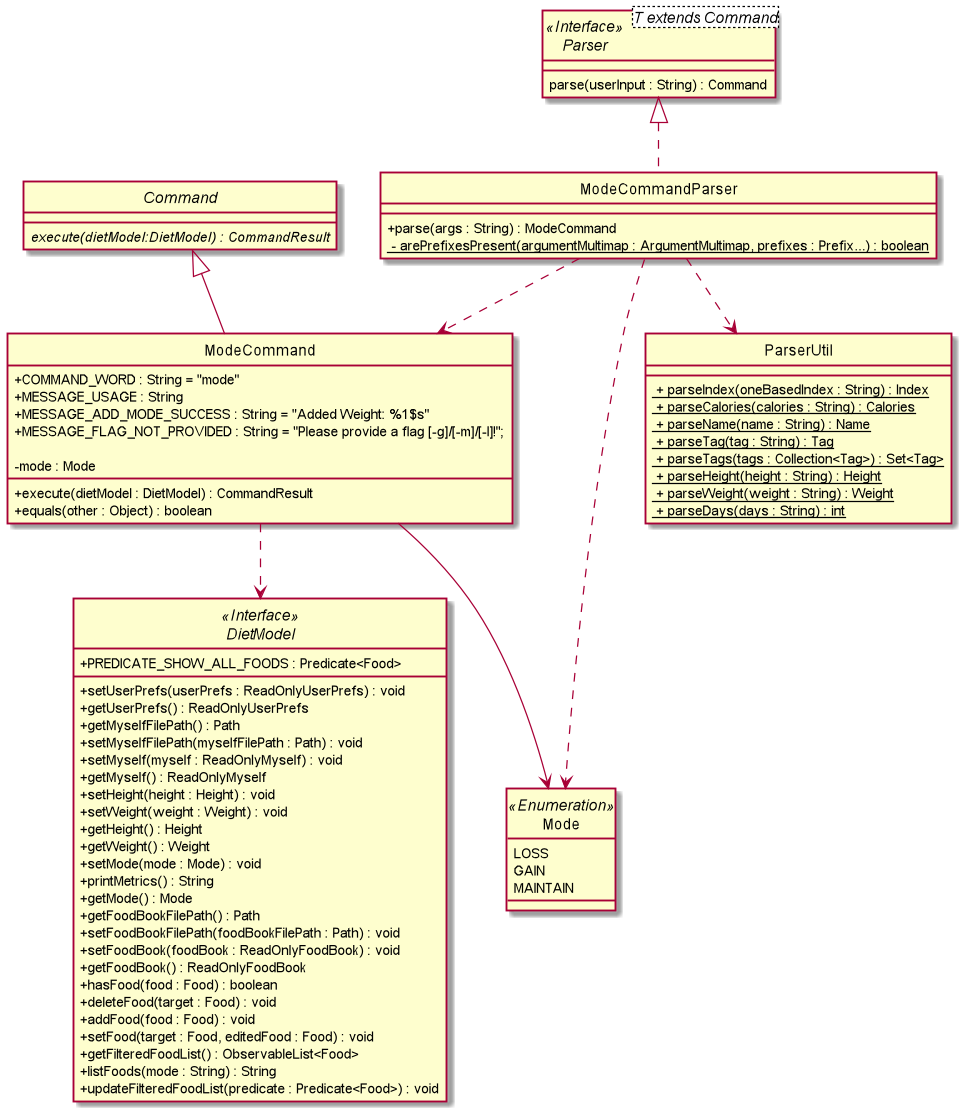 T extends Command
«Interface»
Parser
parse(userInput : String) : Command
ModeCommandParser
+parse(args : String) : ModeCommand
- arePrefixesPresent(argumentMultimap : ArgumentMultimap, prefixes : Prefix...) : boolean
Command
execute(dietModel:DietModel) : CommandResult
ModeCommand
+COMMAND_WORD : String = "mode"
+MESSAGE_USAGE : String
+MESSAGE_ADD_MODE_SUCCESS : String = "Added Weight: %1$s"
+MESSAGE_FLAG_NOT_PROVIDED : String = "Please provide a flag [-g]/[-m]/[-l]!";
-mode : Mode
+execute(dietModel : DietModel) : CommandResult
+equals(other : Object) : boolean
ParserUtil
+ parseIndex(oneBasedIndex : String) : Index
+ parseCalories(calories : String) : Calories
+ parseName(name : String) : Name
+ parseTag(tag : String) : Tag
+ parseTags(tags : Collection<Tag>) : Set<Tag>
+ parseHeight(height : String) : Height
+ parseWeight(weight : String) : Weight
+ parseDays(days : String) : int
«Interface»
DietModel
+PREDICATE_SHOW_ALL_FOODS : Predicate<Food>
+setUserPrefs(userPrefs : ReadOnlyUserPrefs) : void
+getUserPrefs() : ReadOnlyUserPrefs
+getMyselfFilePath() : Path
+setMyselfFilePath(myselfFilePath : Path) : void
+setMyself(myself : ReadOnlyMyself) : void
+getMyself() : ReadOnlyMyself
+setHeight(height : Height) : void
+setWeight(weight : Weight) : void
+getHeight() : Height
+getWeight() : Weight
+setMode(mode : Mode) : void
+printMetrics() : String
+getMode() : Mode
+getFoodBookFilePath() : Path
+setFoodBookFilePath(foodBookFilePath : Path) : void
+setFoodBook(foodBook : ReadOnlyFoodBook) : void
+getFoodBook() : ReadOnlyFoodBook
+hasFood(food : Food) : boolean
+deleteFood(target : Food) : void
+addFood(food : Food) : void
+setFood(target : Food, editedFood : Food) : void
+getFilteredFoodList() : ObservableList<Food>
+listFoods(mode : String) : String
+updateFilteredFoodList(predicate : Predicate<Food>) : void
«Enumeration»
Mode
LOSS
GAIN
MAINTAIN